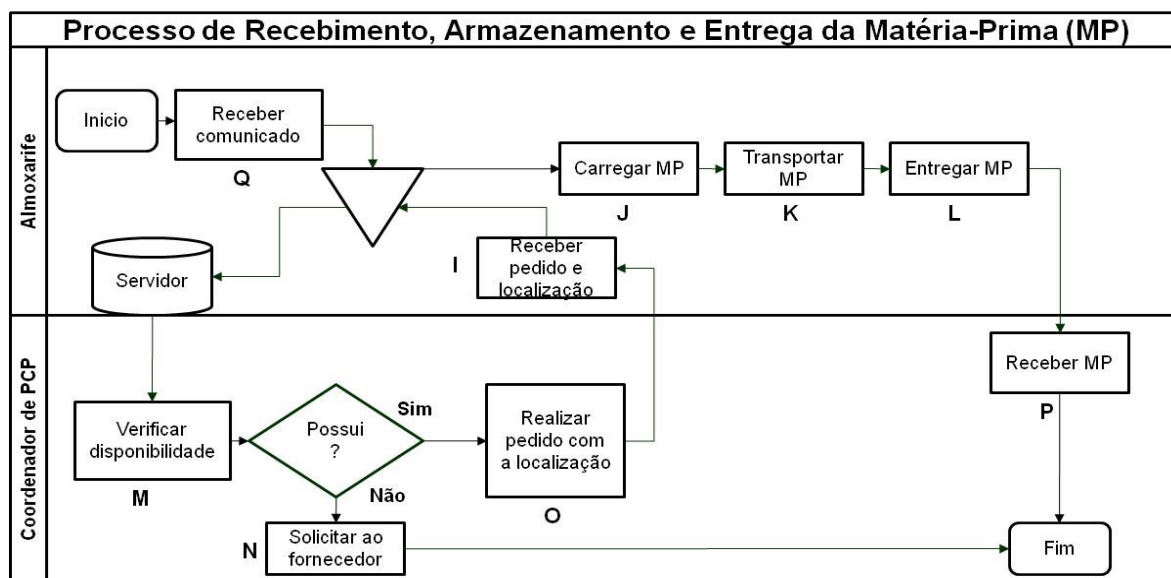 Processo de Recebimento, Armazenamento e Entrega da Matéria-Prima (MP)
Almoxarife
Inicio
Receber
comunicado
Q
Carregar MP
J
Transportar
MP
K
Entregar MP
L
I
Receber
pedido e
localização
Servidor
Coordenador de PCP
Verificar
disponibilidade
M
Possui
?
Sim
Não
Realizar
pedido com
a localização
O
N
Solicitar ao
fornecedor
Receber MP
P
Fim